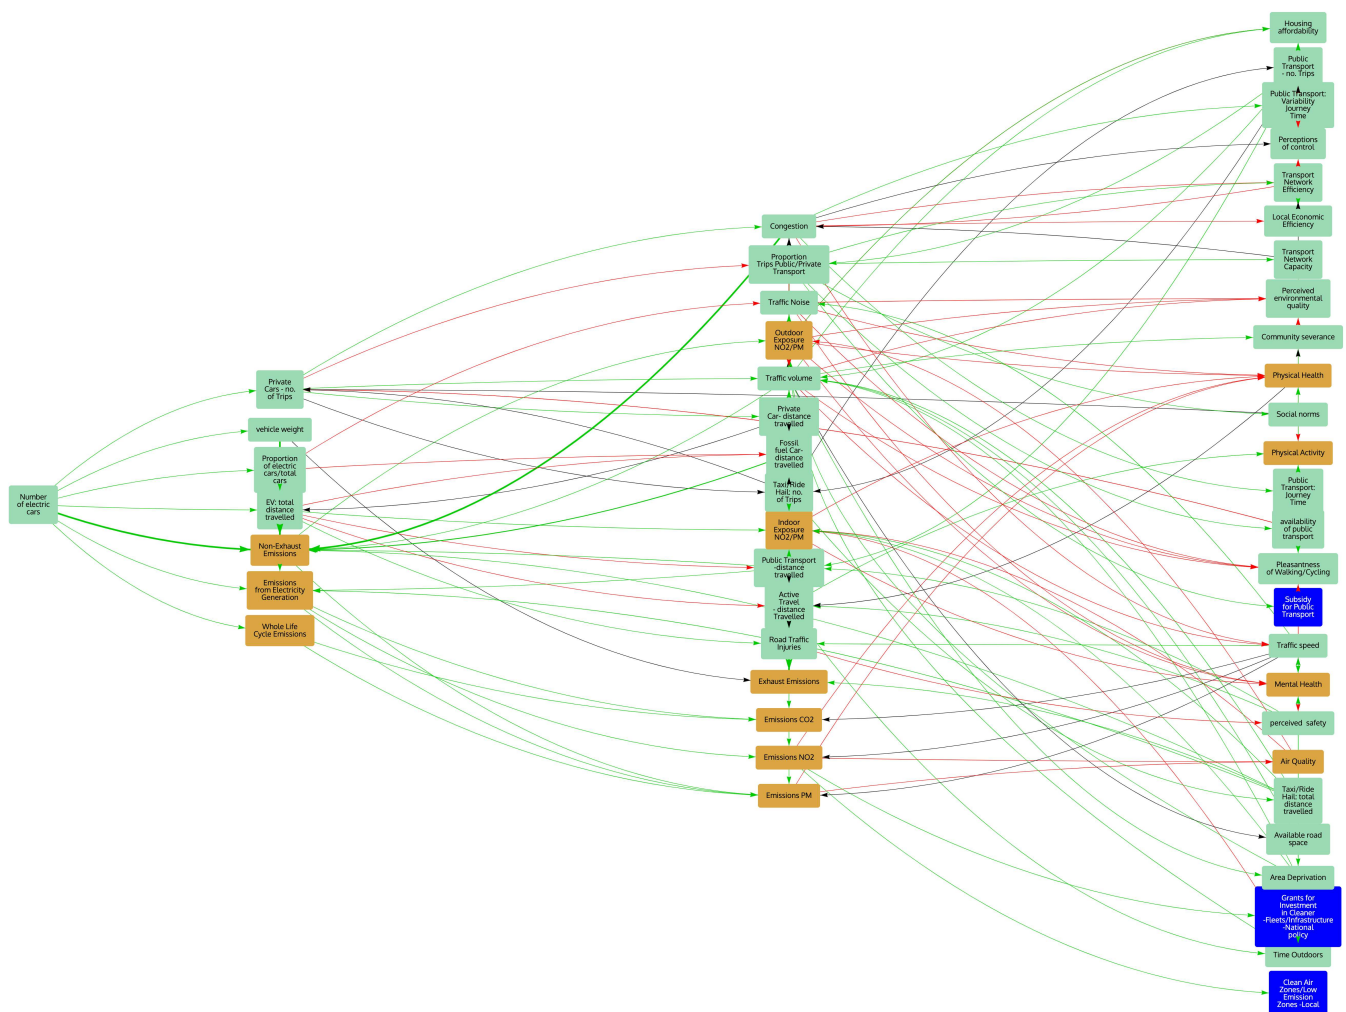 Number
of electric
cars
Private
Cars - no.
of Trips
vehicle weight
Proportion
of electric
cars/total
cars
EV: total
distance
travelled
Non-Exhaust
Emissions
Emissions
from Electricity
Generation
Whole Life
Cycle Emissions
Congestion
Proportion
Trips Public/Private
Transport
Traffic Noise
Outdoor
Exposure
NO2/PM
Traffic volume
Private
Car- distance
travelled
Fossil
fuel Car-
distance
travelled
Taxi/Ride
Hail: no.
of Trips
Indoor
Exposure
NO2/PM
Public Transport
-distance
travelled
Active
Travel
- distance
Travelled
Road Traffic
Injuries
Exhaust Emissions
Emissions CO2
Emissions NO2
Emissions PM
Housing
affordability
Public
Transport
- no. Trips
Public Transport:
Variability
Journey
Time
Perceptions
of control
Transport
Network
Efficiency
Local Economic
Efficiency
Transport
Network
Capacity
Perceived
environmental
quality
Community severance
Physical Health
Social norms
Physical Activity
Public
Transport:
Journey
Time
availability
of public
transport
Pleasantness
of Walking/Cycling
Subsidy
for Public
Transport
Traffic speed
Mental Health
perceived safety
Air Quality
Taxi/Ride
Hail: total
distance
travelled
Available road
space
Area Deprivation
Grants for
Investment
in Cleaner
-Fleets/Infrastructure
-National
policy
Time Outdoors
Clean Air
Zones/Low
Emission
Zones -Local